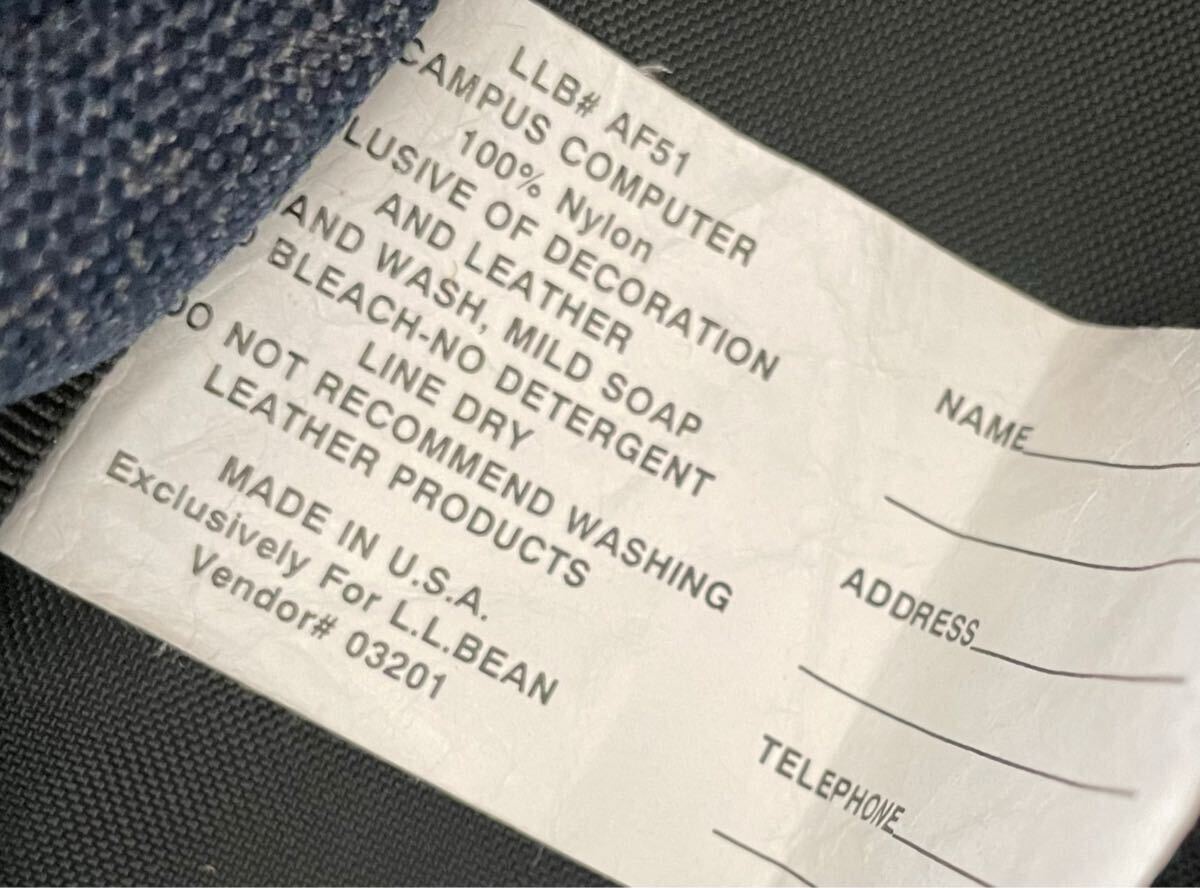 LLB# AF51
CAMPUS COMPUTER
100% Nylon
LUSIVE OF DECORATION
AND LEATHER
AND WASH, MILD SOAP
BLEACH-NO DETERGENT
LINE DRY
DO NOT RECOMMEND WASHING
LEATHER PRODUCTS
MADE IN U.S.A.
Exclusively For L.L.BEAN
Vendor# 03201
NAME
ADDRESS
TELEPHONE